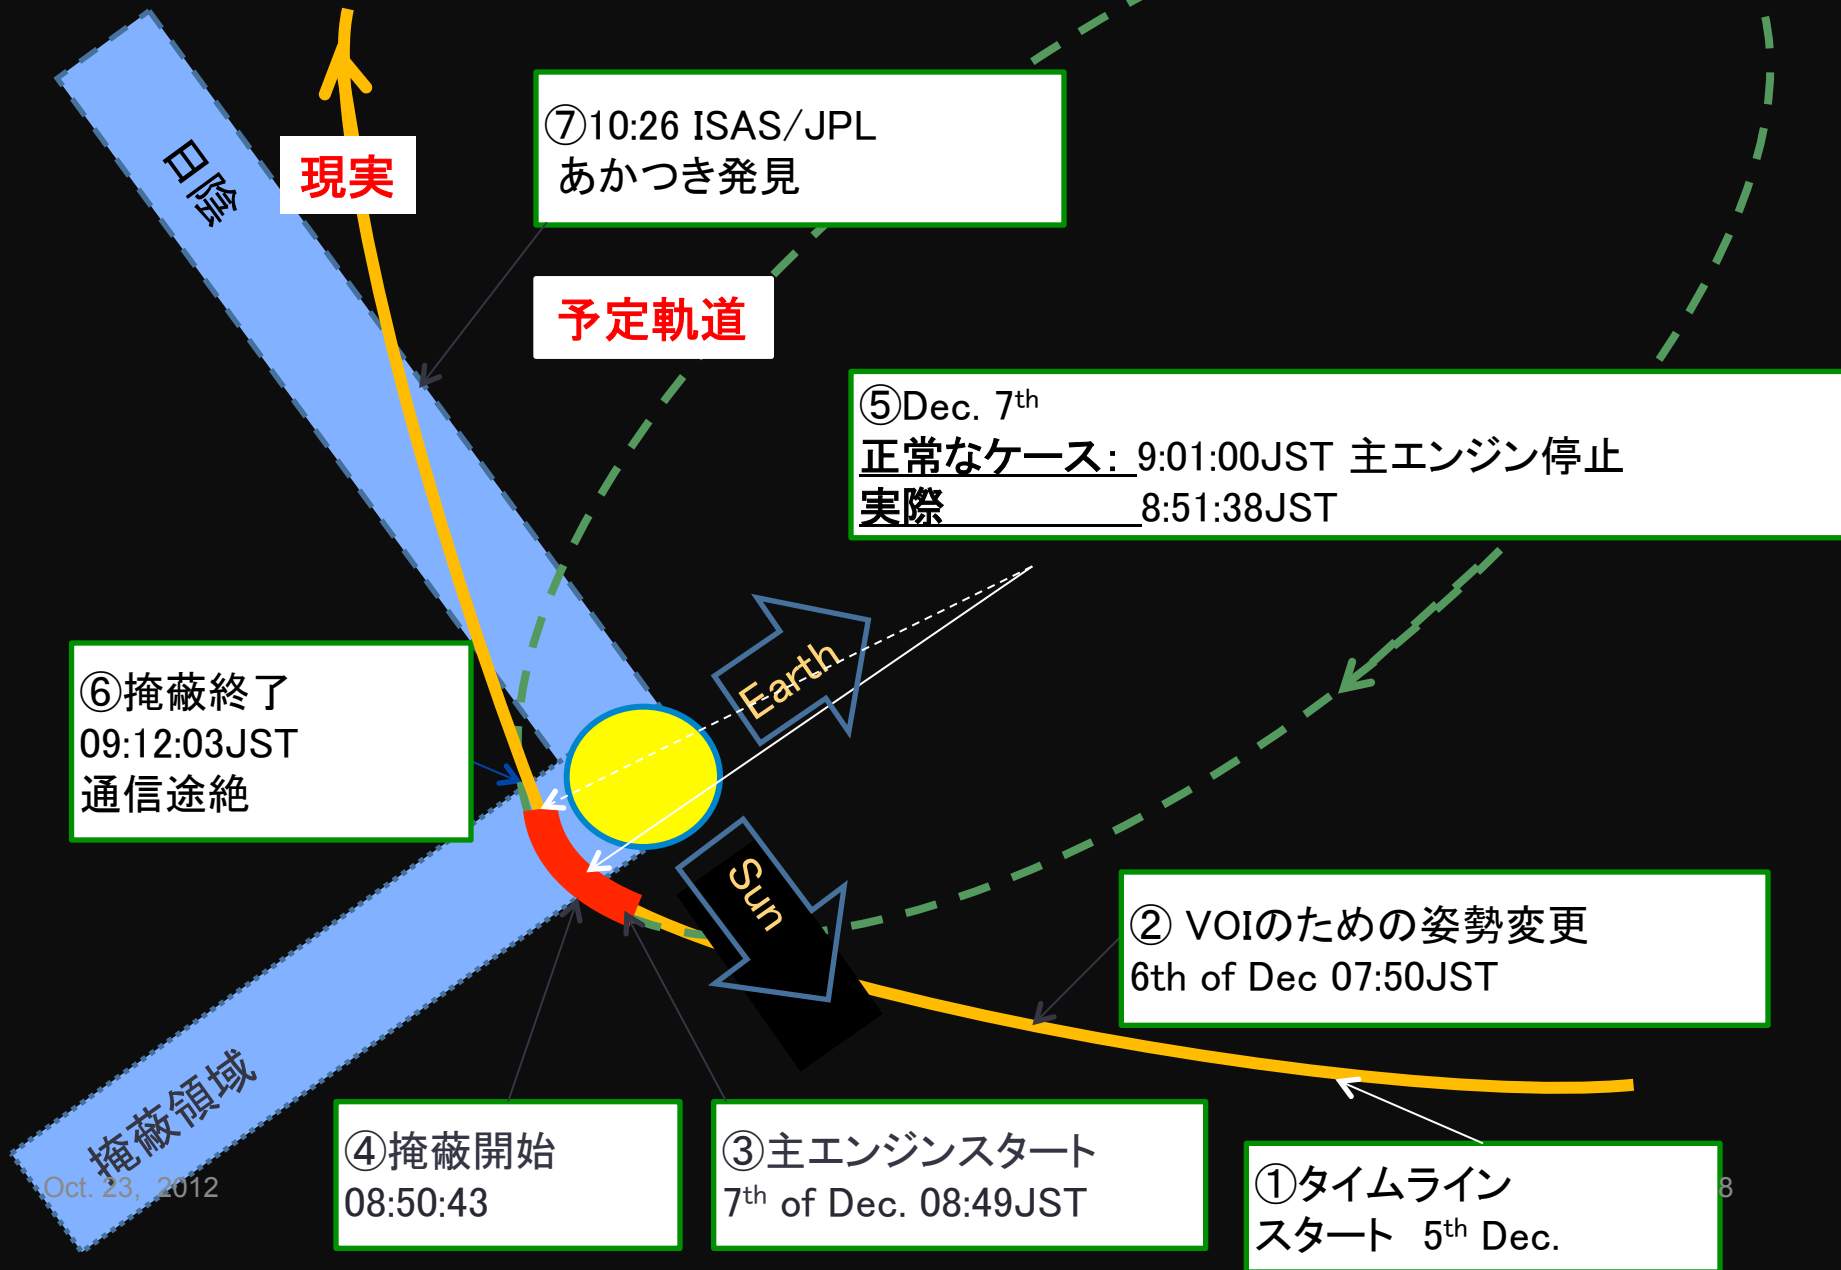 日陰
現実
⑦10:26 ISAS/JPL
あかつき発見
予定軌道
⑤Dec. 7th
正常なケース： 9:01:00JST 主エンジン停止
実際 8:51:38JST
⑥掩蔽終了
09:12:03JST
通信途絶
Earth
Sun
② VOIのための姿勢変更
6th of Dec 07:50JST
掩蔽領域
④掩蔽開始
08:50:43
③主エンジンスタート
7th of Dec. 08:49JST
①タイムライン
スタート 5th Dec.
Oct. 23, 2012
8